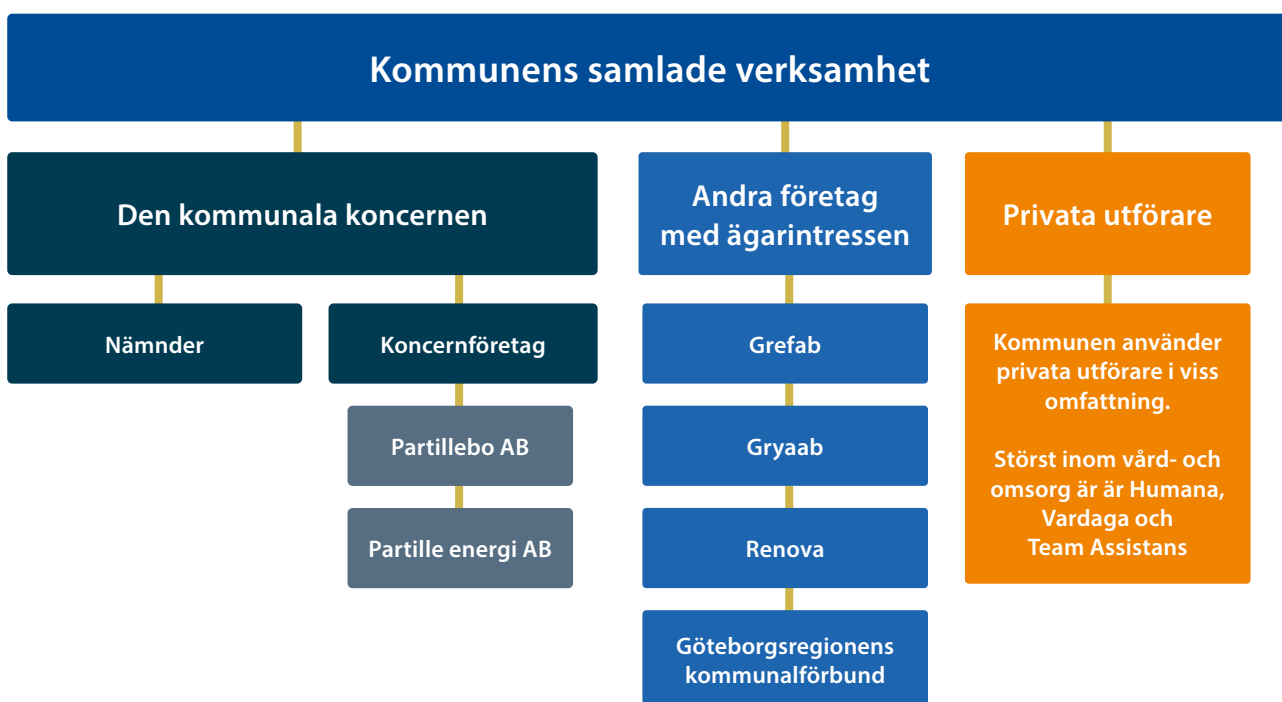 Kommunens samlade verksamhet
Den kommunala koncernen
Nämnder
Koncernföretag
Partillebo AB
Partille energi AB
Andra företag
med ägarintressen
Grefab
Gryaab
Renova
Göteborgsregionens
kommunalförbund
Privata utförare
Kommunen använder
privata utförare i viss
omfattning.
Störst inom vård- och
omsorg är är Humana,
Vardaga och
Team Assistans